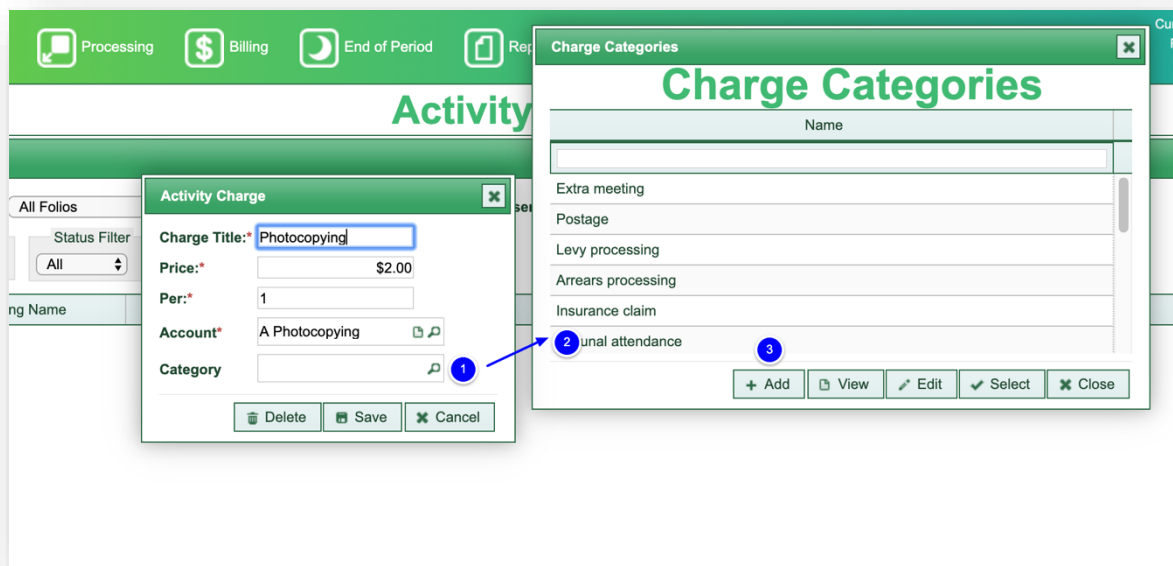 Processing
Billing
End of Period
Rep
Cu
Activity
All Folios
ser
Status Filter
All
ng Name
Activity Charge
Charge Title:* Photocopying
Price:* $2.00
Per:* 1
Account* A Photocopying
Category
Delete
Save
Cancel
1
Charge Categories
Charge Categories
Name
Extra meeting
Postage
Levy processing
Arrears processing
Insurance claim
2
unal attendance
3
Add
View
Edit
Select
Close